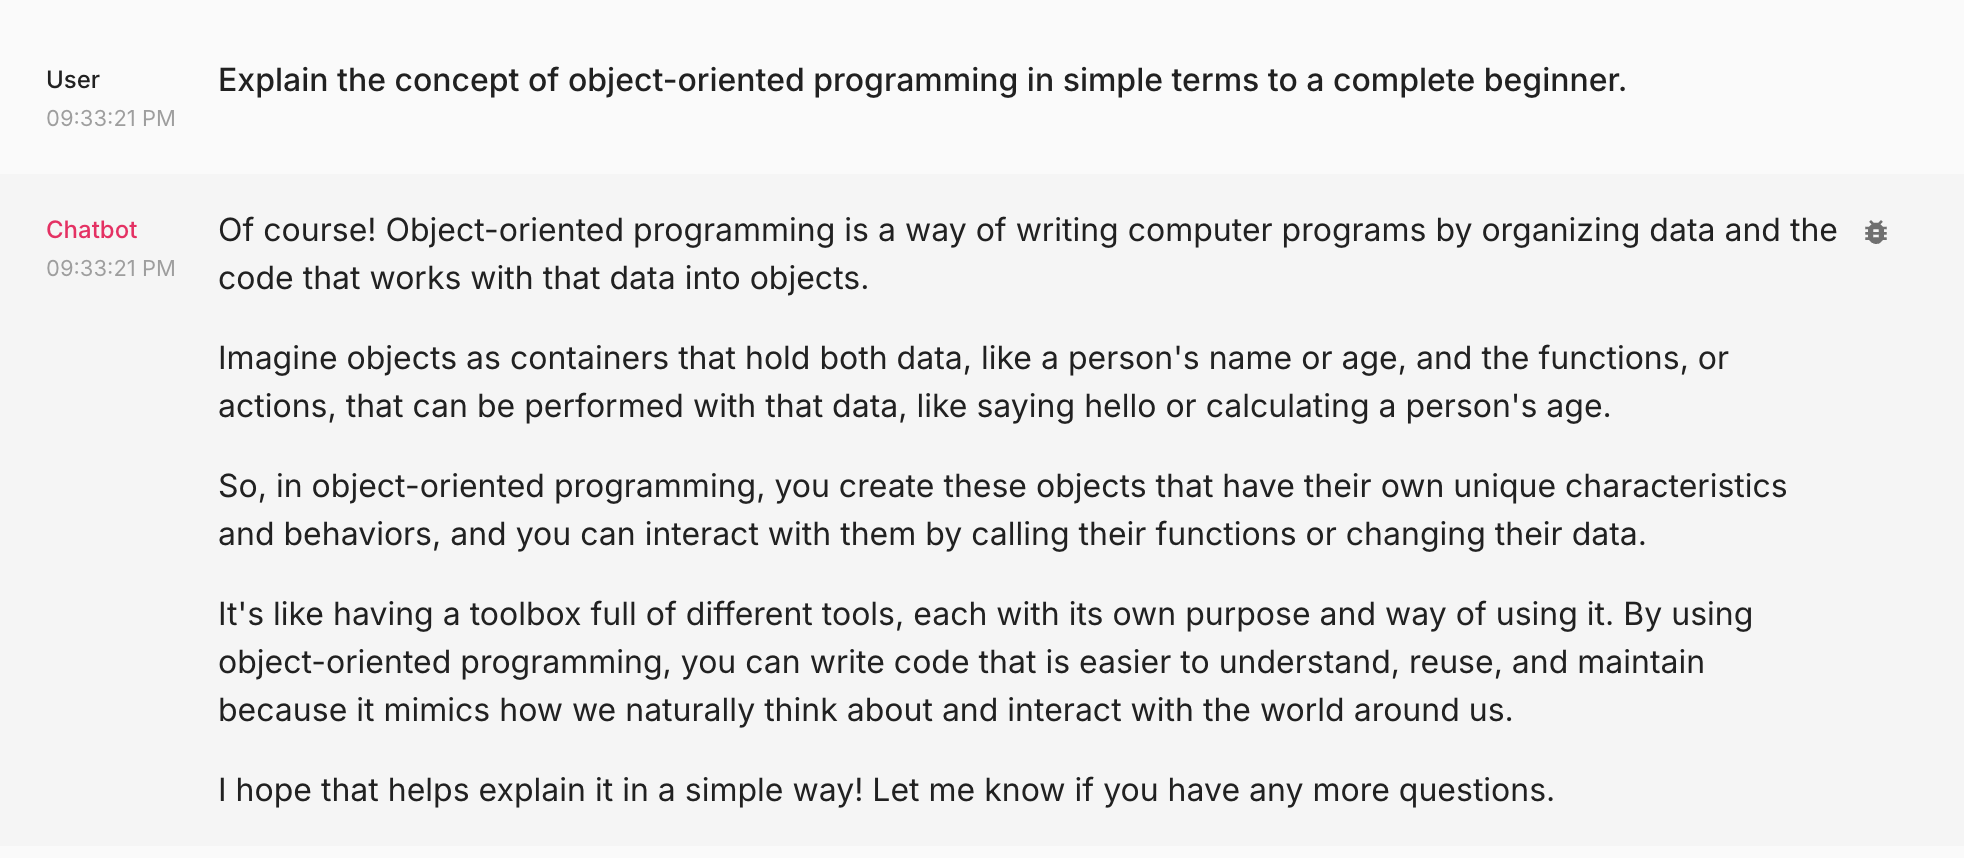 User
09:33:21 PM
Explain the concept of object-oriented programming in simple terms to a complete beginner.
Chatbot
09:33:21 PM
Of course! Object-oriented programming is a way of writing computer programs by organizing data and the
code that works with that data into objects.
Imagine objects as containers that hold both data, like a person's name or age, and the functions, or
actions, that can be performed with that data, like saying hello or calculating a person's age.
So, in object-oriented programming, you create these objects that have their own unique characteristics
and behaviors, and you can interact with them by calling their functions or changing their data.
It's like having a toolbox full of different tools, each with its own purpose and way of using it. By using
object-oriented programming, you can write code that is easier to understand, reuse, and maintain
because it mimics how we naturally think about and interact with the world around us.
I hope that helps explain it in a simple way! Let me know if you have any more questions.